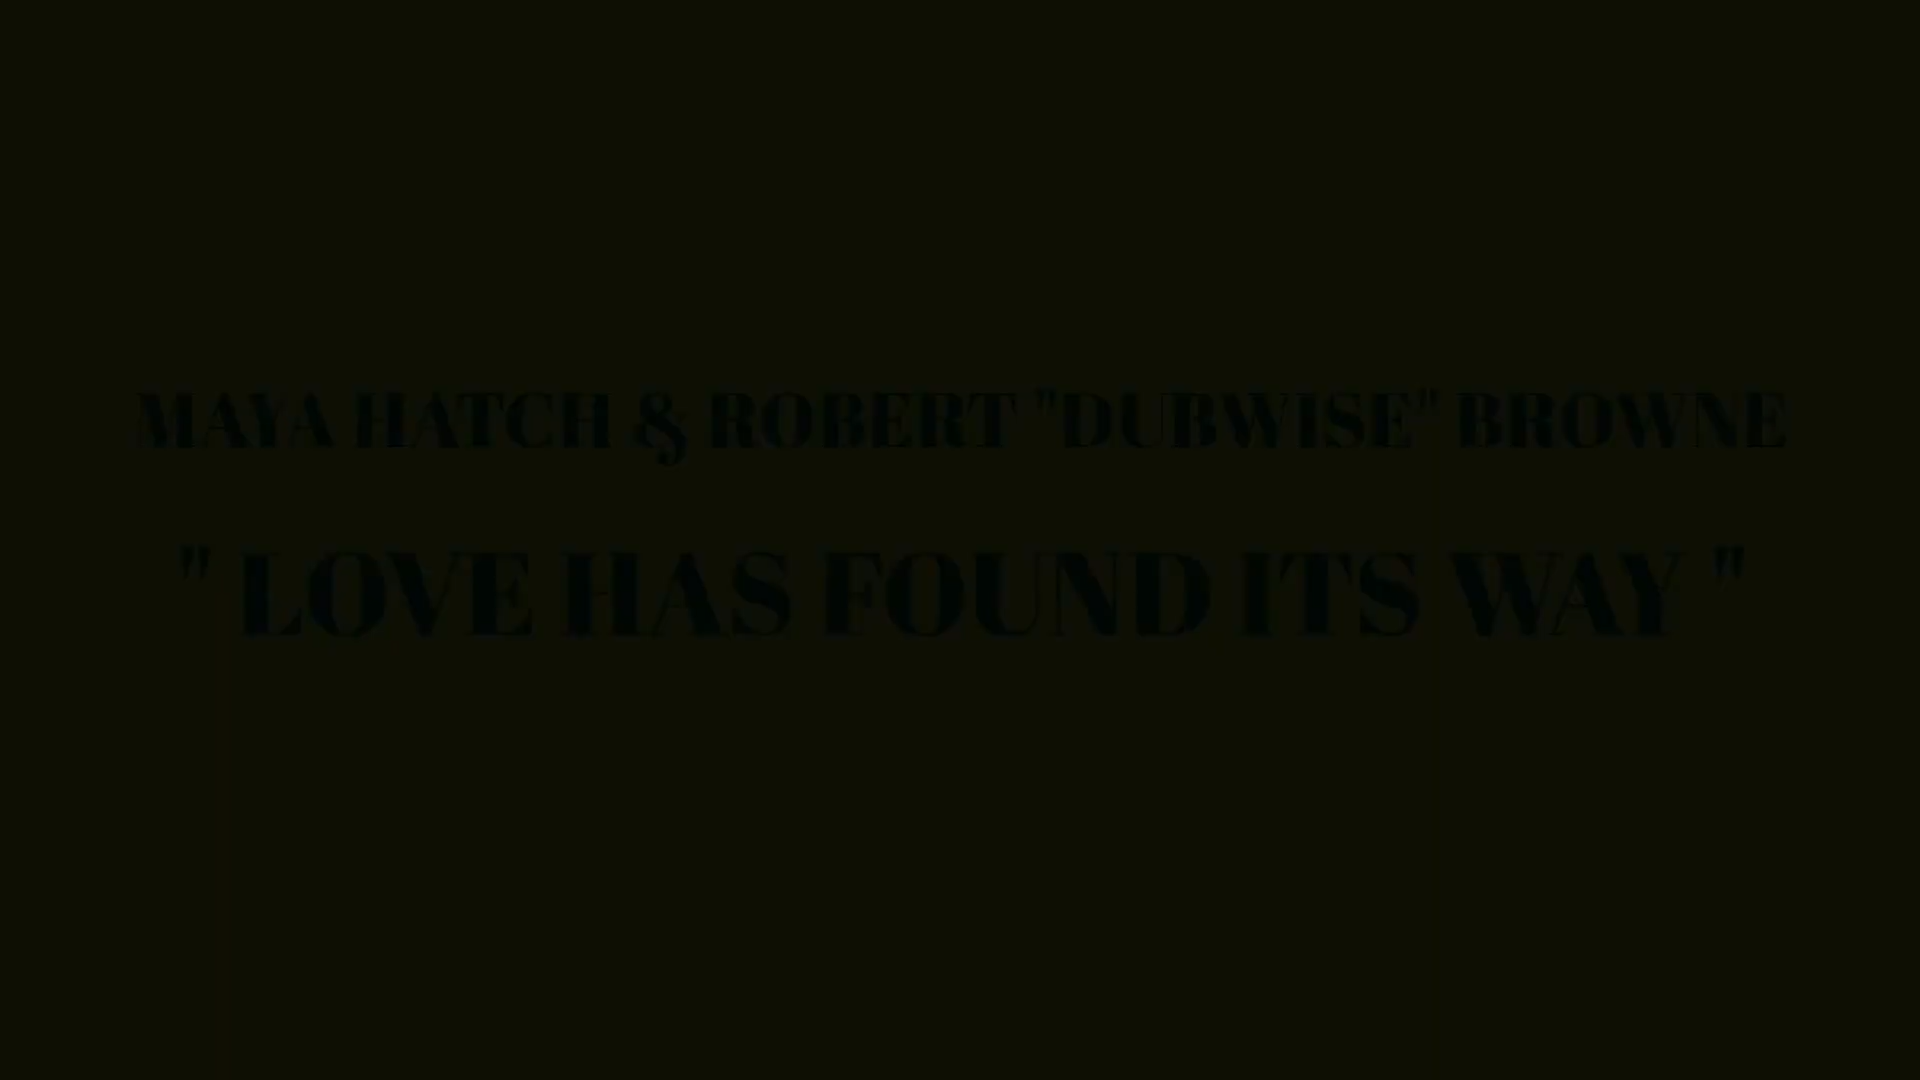 MAYA HATCH & ROBERT "DUBWISE" BROWNE
" LOVE HAS FOUND ITS WAY "